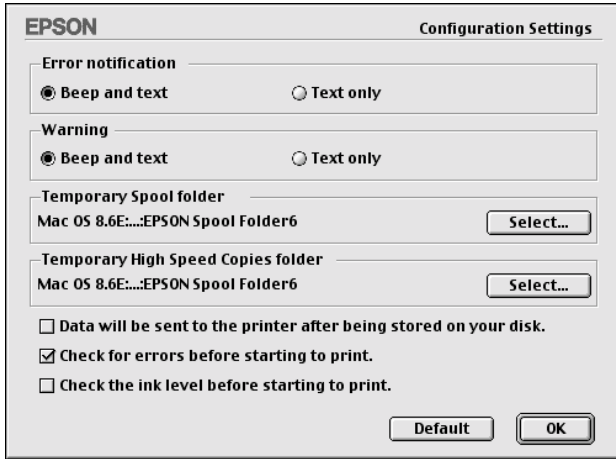 EPSON Configuration Settings
Error notification
Beep and text Text only
Warning
Beep and text Text only
Temporary Spool folder
Mac OS 8.6E:...:EPSON Spool Folder6 Select...
Temporary High Speed Copies folder
Mac OS 8.6E:...:EPSON Spool Folder6 Select...
Data will be sent to the printer after being stored on your disk.
Check for errors before starting to print.
Check the ink level before starting to print.
Default OK